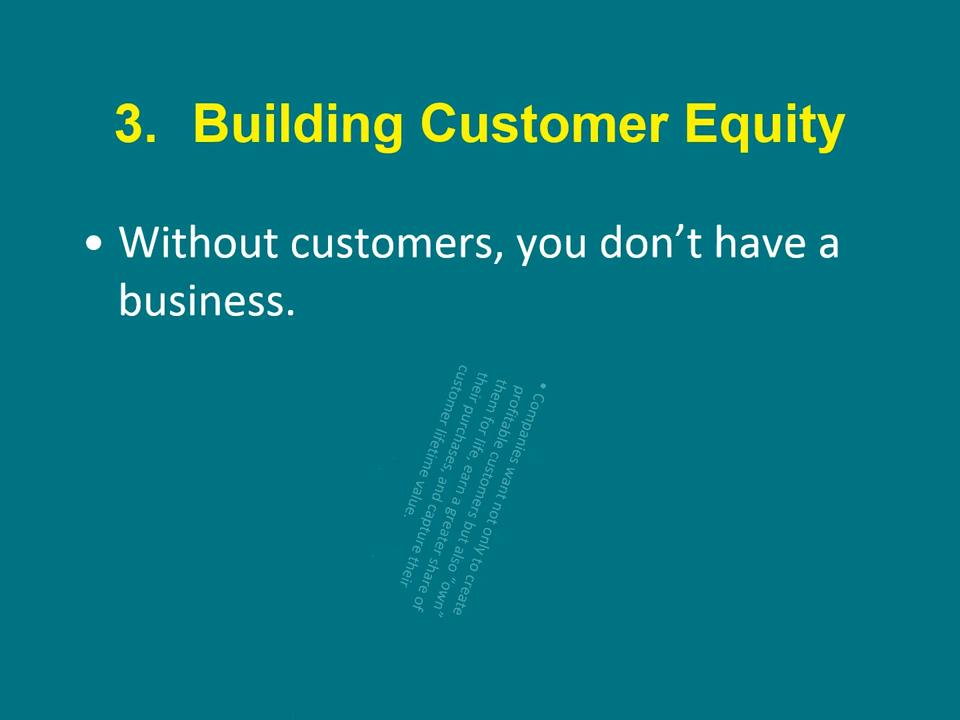 3. Building Customer Equity
• Without customers, you don’t have a
business.
• Companies want not only to create
profitable customers but also “own”
them for life, earn a greater share of
their purchases, and capture their
customer lifetime value.